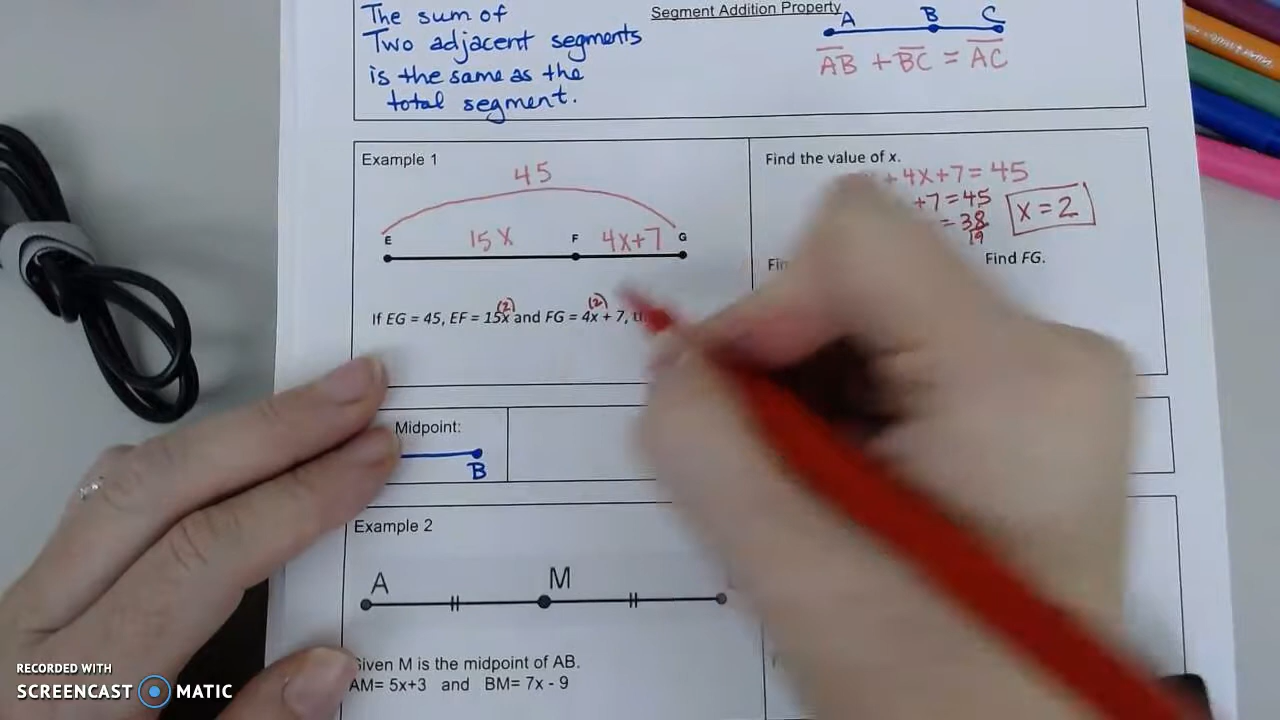 The sum of
Two adjacent segments
is the same as the
total segment.
Segment Addition Property
A B C
AB + BC = AC
Example 1
45
E 15x F 4x+7 G
If EG = 45, EF = 15x and FG = 4x + 7,
(2) (2)
Find the value of x.
+ 4x+7 = 45
+7 = 45
= 38
19
x = 2
Find FG.
Midpoint:
B
Example 2
A M
Given M is the midpoint of AB.
AM= 5x+3 and BM= 7x - 9
RECORDED WITH
SCREENCAST MATIC